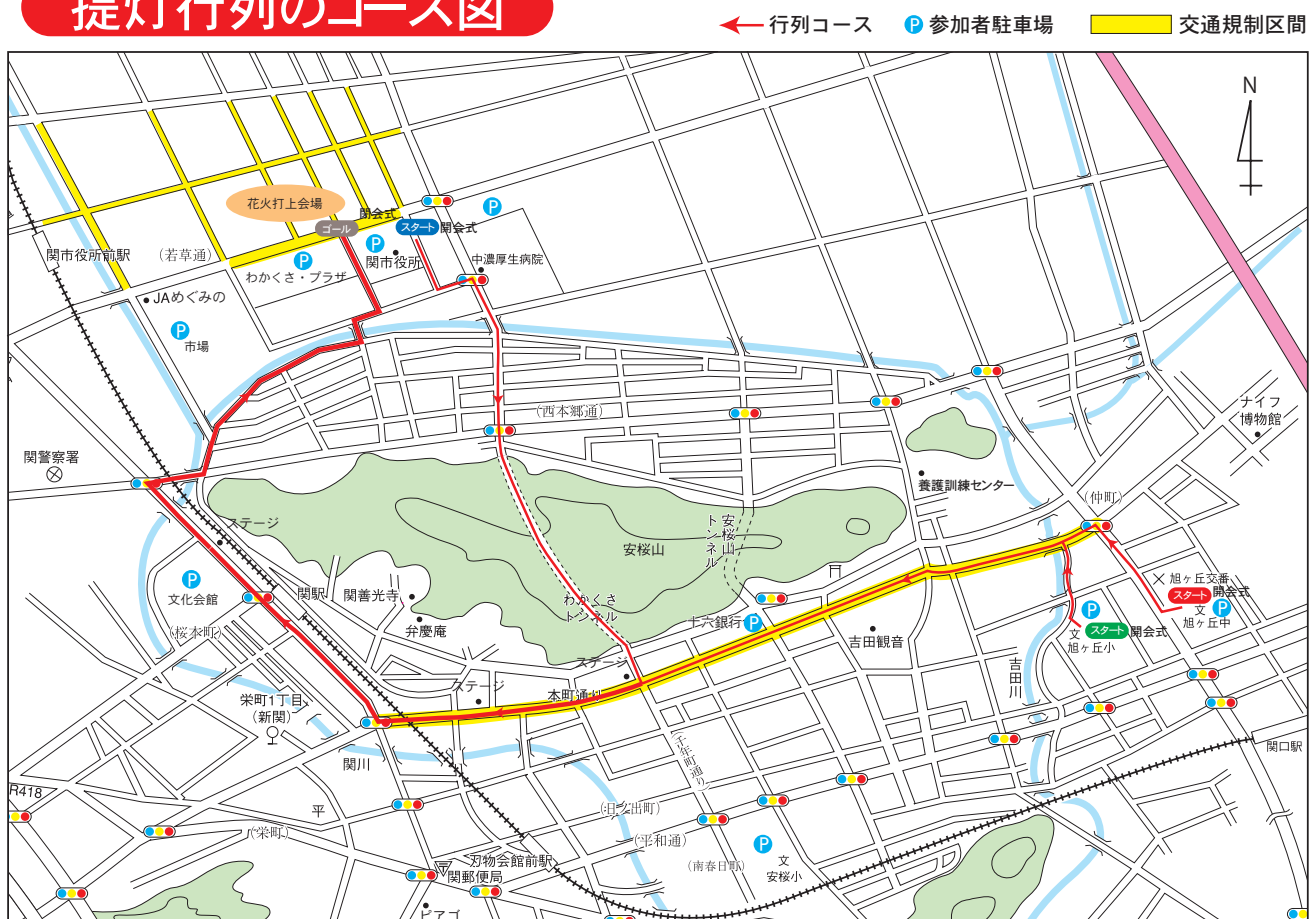 提灯行列のコース図
行列コース
P 参加者駐車場
交通規制区間
N
花火打上会場
閉会式
ゴール
スタート 開会式
P
P
関市役所
中濃厚生病院
関市役所前駅
(若草通)
P
わかくさ・プラザ
JAめぐみの
P
市場
(西本郷通)
ナイフ
博物館
関警察署
養護訓練センター
(仲町)
ステージ
安桜山
トンネル
安桜山
P
文化会館
関駅
関善光寺
弁慶庵
わかくさ
トンネル
旭ヶ丘交番
スタート 開会式
文
P
旭ヶ丘中
P
スタート 開会式
文
旭ヶ丘小
(桜本町)
十六銀行
P
吉田観音
ステージ
吉田川
ステージ
本町通り
栄町1丁目
(新関)
関川
(千年町通り)
関口駅
R418
平
(栄町)
(日ノ出町)
(平和通)
P
(南春日町)
文
安桜小
刃物会館前駅
関郵便局
ピアゴ